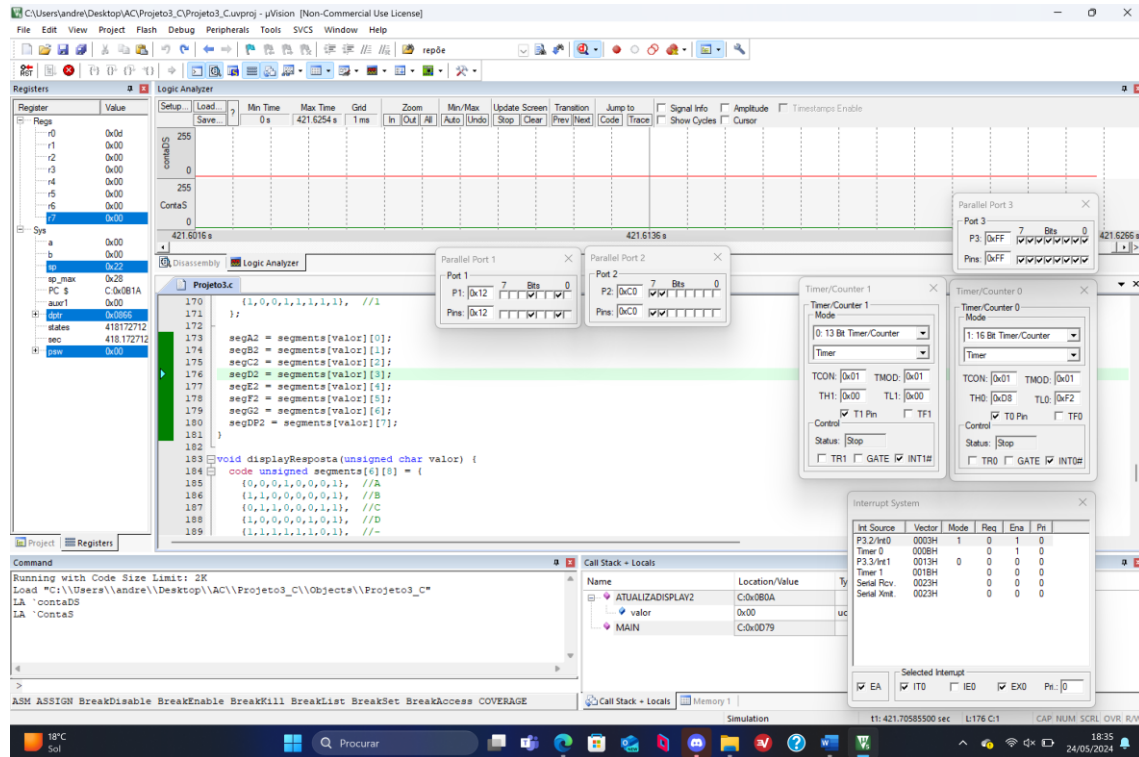 C:\Users\andre\Desktop\AC\Projeto3_C\Projeto3_C.uvproj - µVision [Non-Commercial Use License]
File Edit View Project Flash Debug Peripherals Tools SVCS Window Help
repõe
Registers
Register Value
Regs
r0 0x0d
r1 0x00
r2 0x00
r3 0x00
r4 0x00
r5 0x00
r6 0x00
r7 0x00
Sys
a 0x00
b 0x00
sp 0x22
sp_max 0x28
PC $ C:0x0B1A
auxr1 0x00
dptr 0x0866
states 418172712
sec 418.172712
psw 0x00
Project Registers
Logic Analyzer
Setup... Load... ? Min Time Max Time Grid Zoom Min/Max Update Screen Transition Jump to Signal Info Amplitude Timestamps Enable
Save... 0 s 421.6254 s 1 ms In Out All Auto Undo Stop Clear Prev Next Code Trace Show Cycles Cursor
contaDS
255
0
ContaS
255
0
421.6016 s 421.6136 s 421.6266 s
Disassembly Logic Analyzer
Projeto3.c
170 {1,0,0,1,1,1,1,1}, //1
171 };
172
173 segA2 = segments[valor][0];
174 segB2 = segments[valor][1];
175 segC2 = segments[valor][2];
176 segD2 = segments[valor][3];
177 segE2 = segments[valor][4];
178 segF2 = segments[valor][5];
179 segG2 = segments[valor][6];
180 segDP2 = segments[valor][7];
181 }
182
183 void displayResposta(unsigned char valor) {
184 code unsigned segments[6][8] = {
185 {0,0,0,1,0,0,0,1}, //A
186 {1,1,0,0,0,0,0,1}, //B
187 {0,1,1,0,0,0,1,1}, //C
188 {1,0,0,0,0,1,0,1}, //D
189 {1,1,1,1,1,1,0,1}, //-
Parallel Port 1
Port 1
7 Bits 0
P1: 0x12
Pins: 0x12
Parallel Port 2
Port 2
7 Bits 0
P2: 0xC0
Pins: 0xC0
Parallel Port 3
Port 3
7 Bits 0
P3: 0xFF
Pins: 0xFF
Timer/Counter 1
Timer/Counter 1
Mode
0: 13 Bit Timer/Counter
Timer
TCON: 0x01 TMOD: 0x01
TH1: 0x00 TL1: 0x00
T1 Pin TF1
Control
Status: Stop
TR1 GATE INT1#
Timer/Counter 0
Timer/Counter 0
Mode
1: 16 Bit Timer/Counter
Timer
TCON: 0x01 TMOD: 0x01
TH0: 0xD8 TL0: 0xF2
T0 Pin TF0
Control
Status: Stop
TR0 GATE INT0#
Interrupt System
Int Source Vector Mode Req Ena Pri
P3.2/Int0 0003H 1 0 1 0
Timer 0 000BH 0 1 0
P3.3/Int1 0013H 0 0 0 0
Timer 1 001BH 0 0 0
Serial Rcv. 0023H 0 0 0
Serial Xmit. 0023H 0 0 0
Selected Interrupt
EA IT0 IE0 EX0 Pri.: 0
Command
Running with Code Size Limit: 2K
Load "C:\\Users\\andre\\Desktop\\AC\\Projeto3_C\\Objects\\Projeto3_C"
LA `contaDS
LA `ContaS
>
ASM ASSIGN BreakDisable BreakEnable BreakKill BreakList BreakSet BreakAccess COVERAGE
Call Stack + Locals
Name Location/Value Ty
ATUALIZADISPLAY2 C:0x0B0A
valor 0x00 uc
MAIN C:0x0D79
Call Stack + Locals Memory 1
Simulation t1: 421.70585500 sec L:176 C:1 CAP NUM SCRL OVR R/W
18°C
Sol
Procurar
18:35
24/05/2024